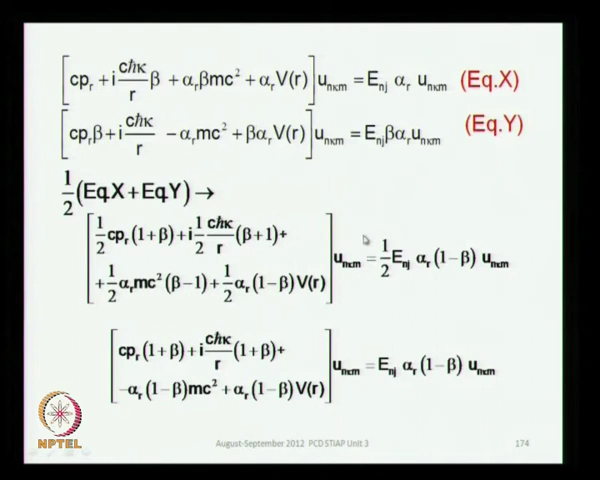 [cp_r + i cħκ/r β + α_r βmc² + α_r V(r)] u_nκm = E_nj α_r u_nκm (Eq.X)
[cp_r β + i cħκ/r − α_r mc² + βα_r V(r)] u_nκm = E_nj βα_r u_nκm (Eq.Y)
1/2 (Eq.X + Eq.Y) →
[1/2 cp_r (1+β) + i 1/2 cħκ/r (β+1) +
+ 1/2 α_r mc² (β−1) + 1/2 α_r (1−β) V(r)] u_nκm = 1/2 E_nj α_r (1−β) u_nκm
[cp_r (1+β) + i cħκ/r (1+β) +
−α_r (1−β) mc² + α_r (1−β) V(r)] u_nκm = E_nj α_r (1−β) u_nκm
NPTEL
August-September 2012 PCD STIAP Unit 3
174